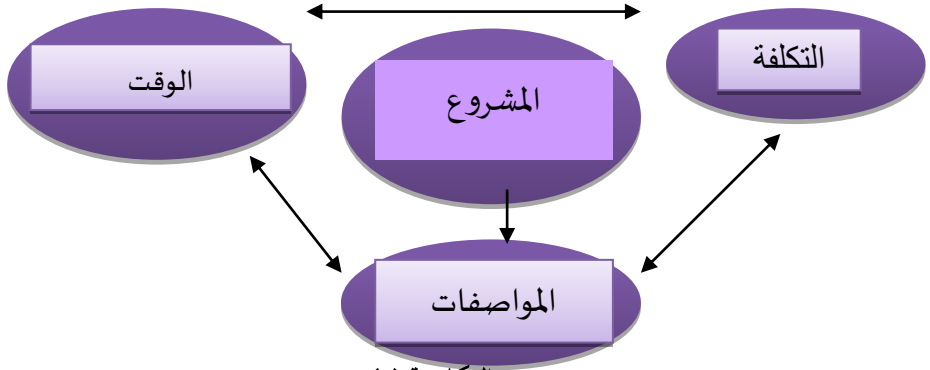 التكلفة
الوقت
المشروع
المواصفات